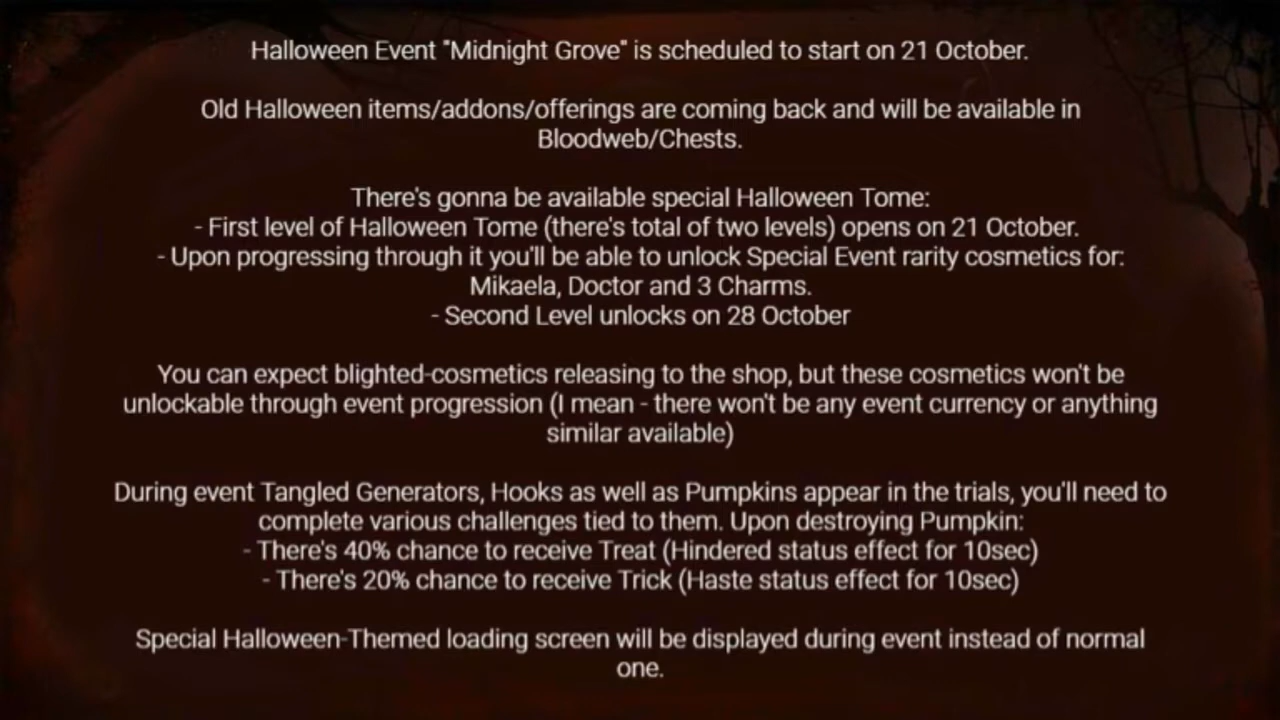 Halloween Event "Midnight Grove" is scheduled to start on 21 October.
Old Halloween items/addons/offerings are coming back and will be available in
Bloodweb/Chests.
There's gonna be available special Halloween Tome:
- First level of Halloween Tome (there's total of two levels) opens on 21 October.
- Upon progressing through it you'll be able to unlock Special Event rarity cosmetics for:
Mikaela, Doctor and 3 Charms.
- Second Level unlocks on 28 October
You can expect blighted-cosmetics releasing to the shop, but these cosmetics won't be
unlockable through event progression (I mean - there won't be any event currency or anything
similar available)
During event Tangled Generators, Hooks as well as Pumpkins appear in the trials, you'll need to
complete various challenges tied to them. Upon destroying Pumpkin:
- There's 40% chance to receive Treat (Hindered status effect for 10sec)
- There's 20% chance to receive Trick (Haste status effect for 10sec)
Special Halloween-Themed loading screen will be displayed during event instead of normal
one.